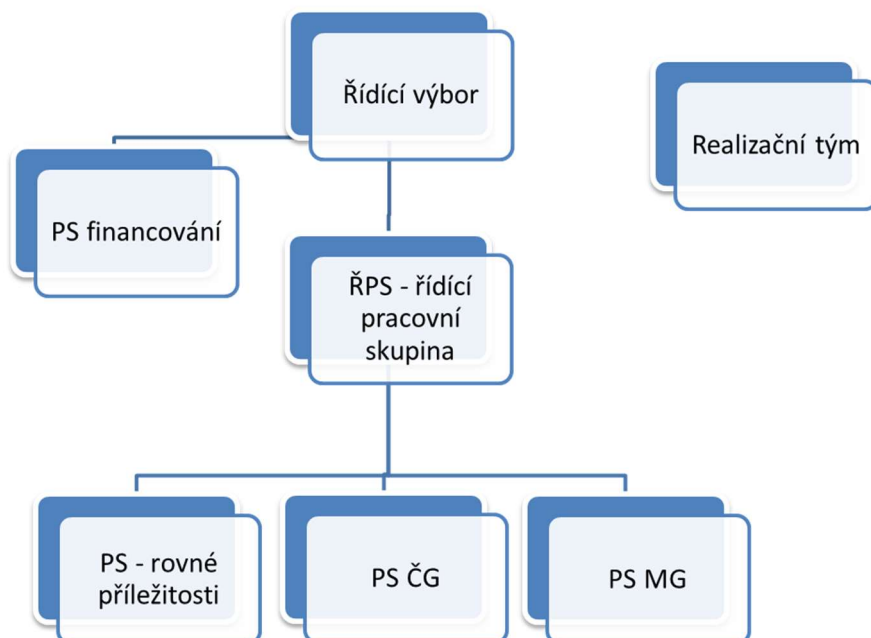 Řídící výbor
Realizační tým
PS financování
ŘPS - řídící
pracovní
skupina
PS - rovné
příležitosti
PS ČG
PS MG